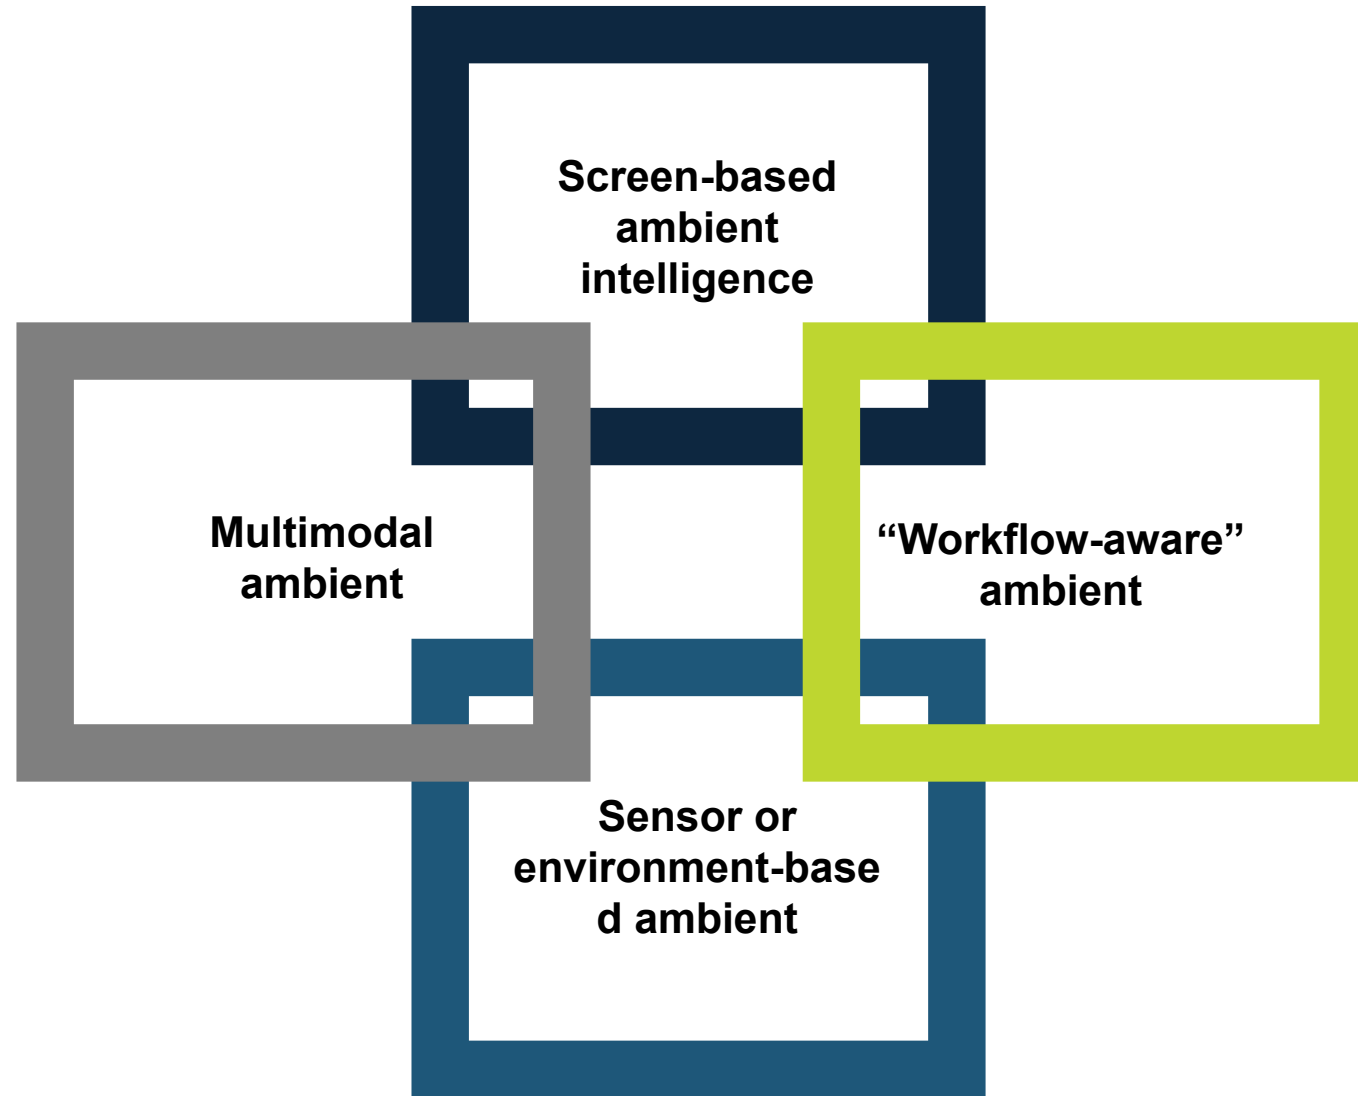 Screen-based
ambient
intelligence
Multimodal
ambient
“Workflow-aware”
ambient
Sensor or
environment-base
d ambient